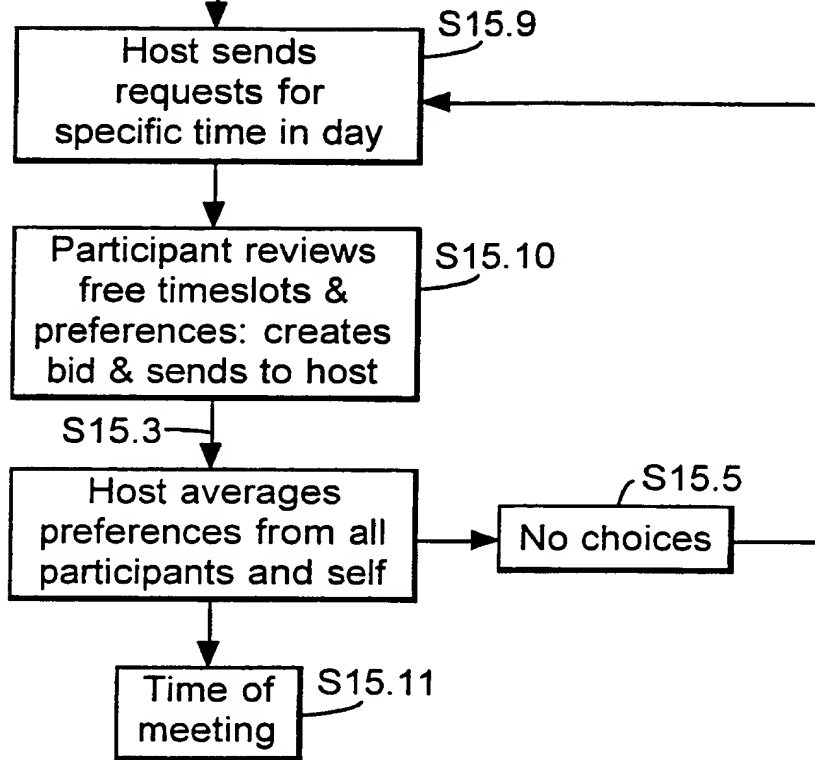 S15.9
Host sends
requests for
specific time in day
Participant reviews
free timeslots &
preferences: creates
bid & sends to host
S15.10
S15.3
Host averages
preferences from all
participants and self
S15.5
No choices
Time of
meeting
S15.11